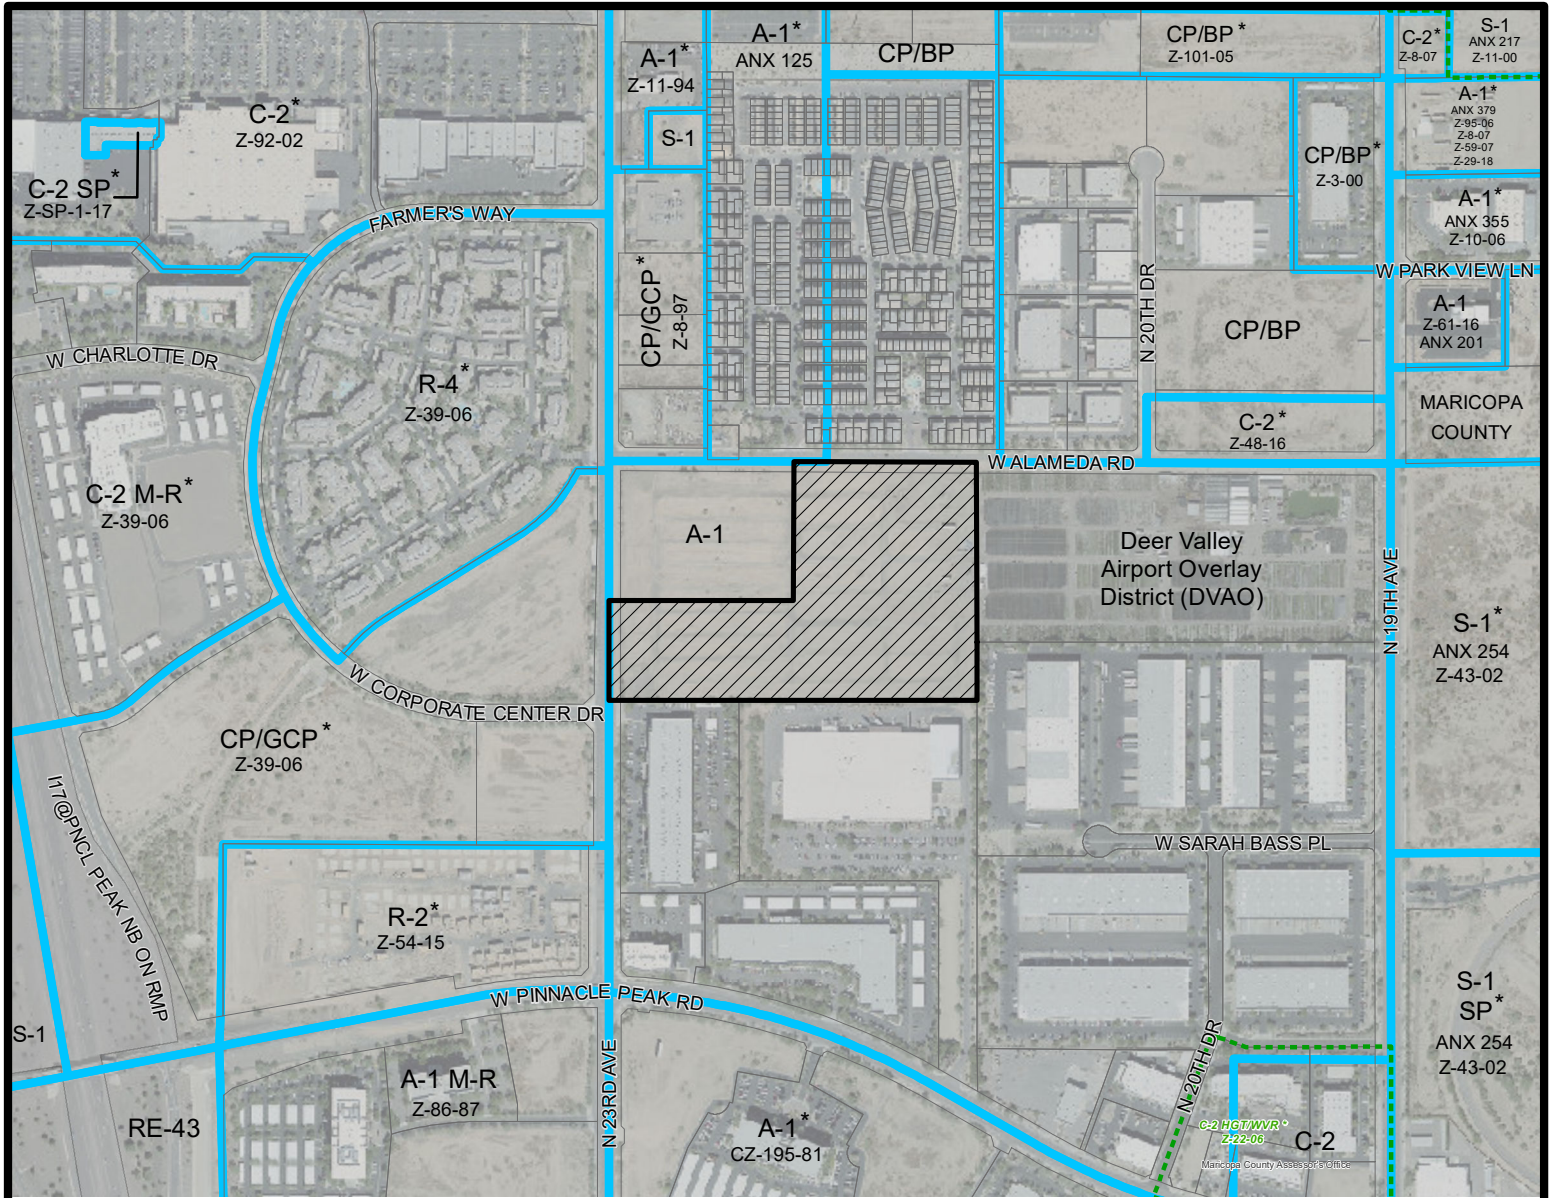 A-1*
Z-11-94
A-1*
ANX 125
CP/BP
CP/BP *
Z-101-05
C-2*
Z-8-07
S-1
ANX 217
Z-11-00
C-2*
Z-92-02
S-1
A-1*
ANX 379
Z-95-06
Z-8-07
Z-59-07
Z-29-18
C-2 SP*
Z-SP-1-17
CP/BP*
Z-3-00
A-1*
ANX 355
Z-10-06
FARMER'S WAY
W PARK VIEW LN
CP/GCP*
Z-8-97
N 20TH DR
CP/BP
A-1
Z-61-16
ANX 201
W CHARLOTTE DR
R-4*
Z-39-06
C-2*
Z-48-16
MARICOPA
COUNTY
W ALAMEDA RD
C-2 M-R*
Z-39-06
A-1
Deer Valley
Airport Overlay
District (DVAO)
N 19TH AVE
S-1*
ANX 254
Z-43-02
W CORPORATE CENTER DR
CP/GCP*
Z-39-06
I17@PNCL PEAK NB ON RMP
W SARAH BASS PL
R-2*
Z-54-15
W PINNACLE PEAK RD
S-1
SP*
ANX 254
Z-43-02
S-1
N 20TH DR
N 23RD AVE
A-1 M-R
Z-86-87
RE-43
A-1*
CZ-195-81
C-2 HGT/WVR *
Z-22-06
C-2
Maricopa County Assessor's Office